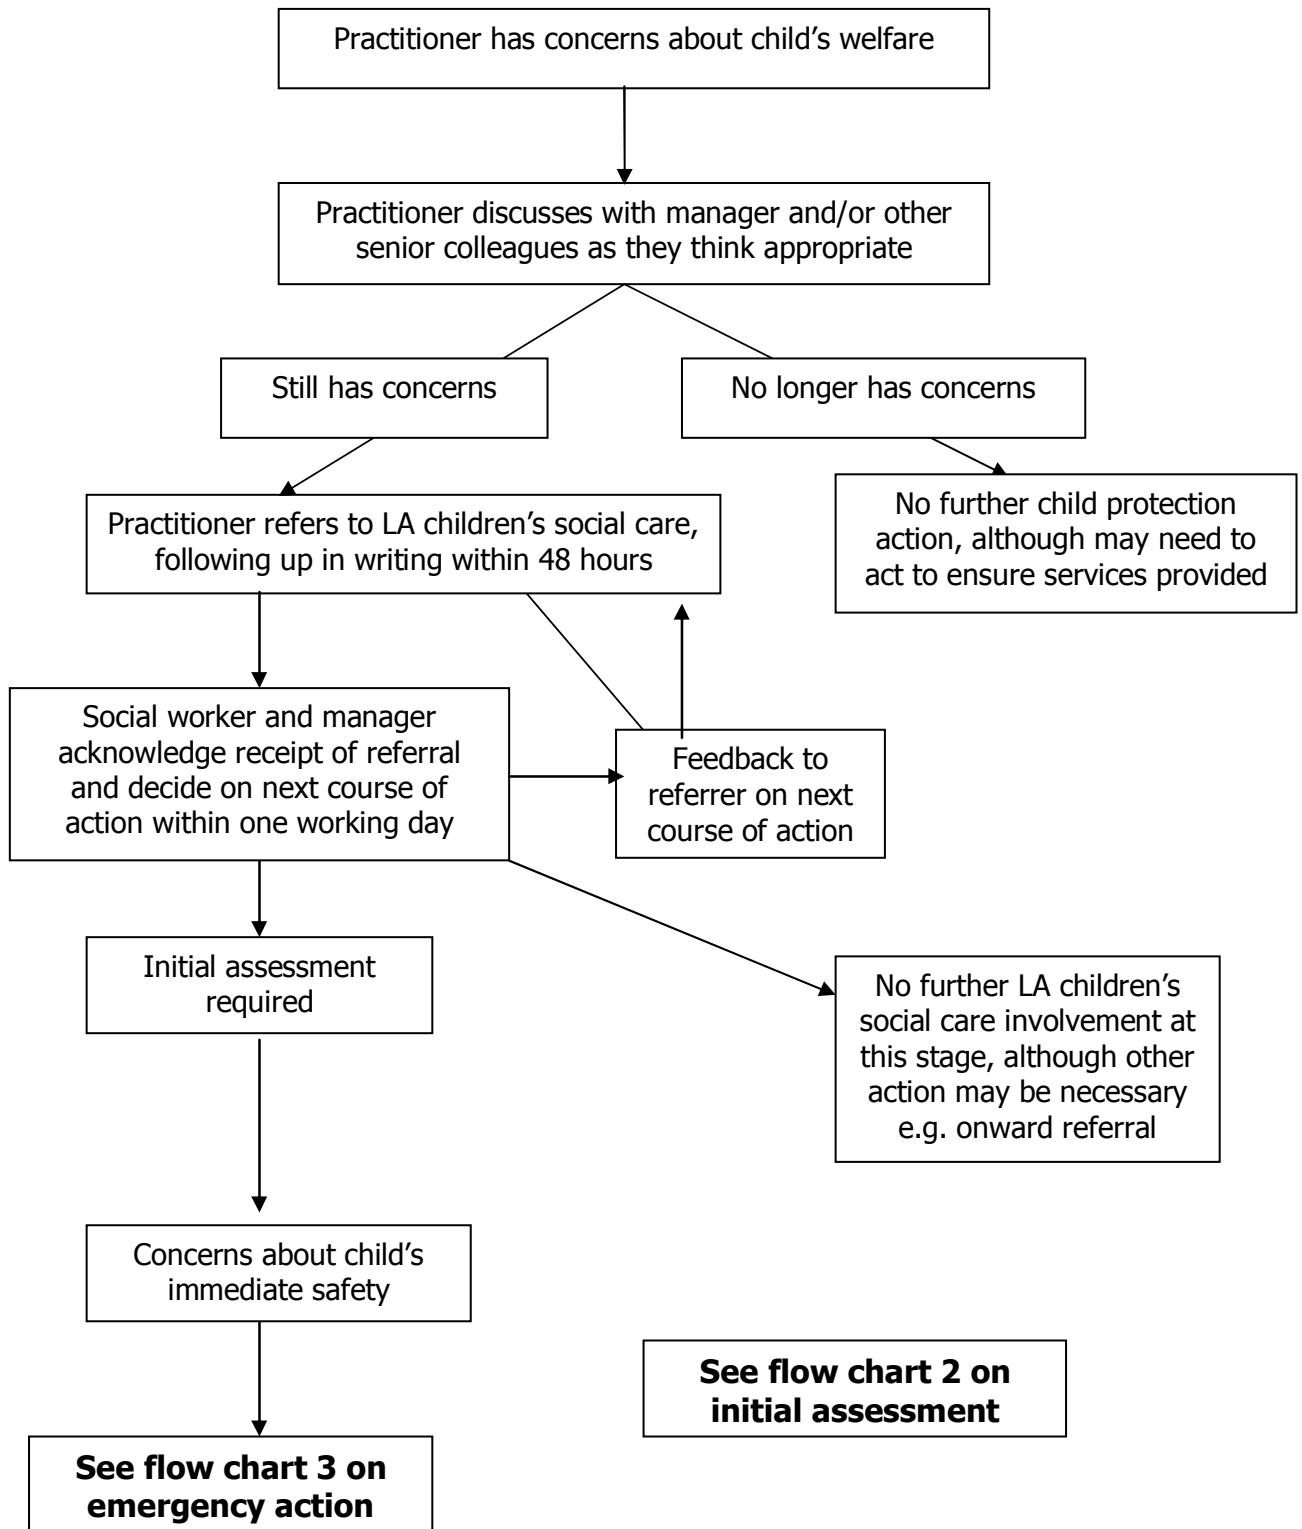 Practitioner has concerns about child’s welfare
Practitioner discusses with manager and/or other
senior colleagues as they think appropriate
Still has concerns
No longer has concerns
Practitioner refers to LA children’s social care,
following up in writing within 48 hours
No further child protection
action, although may need to
act to ensure services provided
Social worker and manager
acknowledge receipt of referral
and decide on next course of
action within one working day
Feedback to
referrer on next
course of action
Initial assessment
required
No further LA children’s
social care involvement at
this stage, although other
action may be necessary
e.g. onward referral
Concerns about child’s
immediate safety
See flow chart 2 on
initial assessment
See flow chart 3 on
emergency action